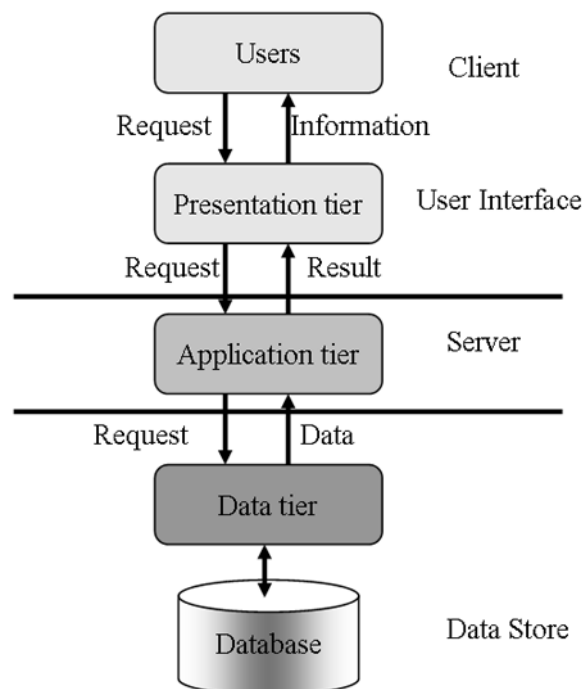 Users
Client
Request
Information
Presentation tier
User Interface
Request
Result
Application tier
Server
Request
Data
Data tier
Database
Data Store